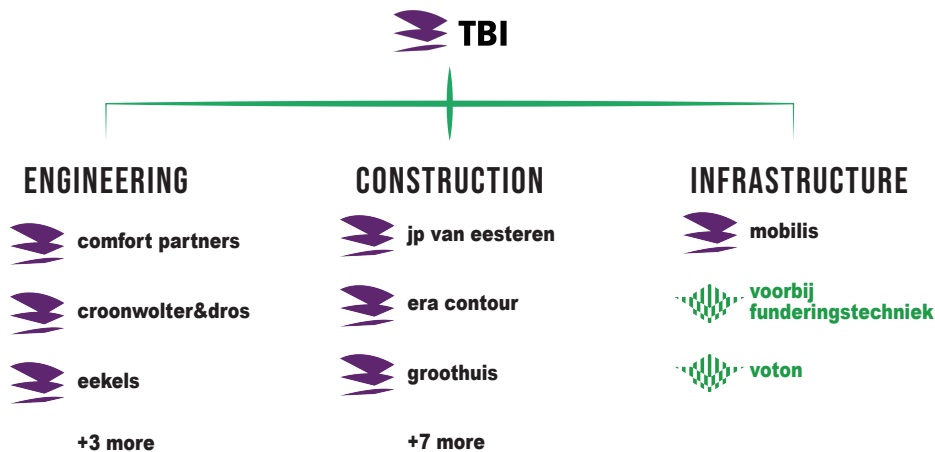 TBI
ENGINEERING
comfort partners
croonwolter&dros
eekels
+3 more
CONSTRUCTION
jp van eesteren
era contour
groothuis
+7 more
INFRASTRUCTURE
mobilis
voorbij
funderingstechniek
voton